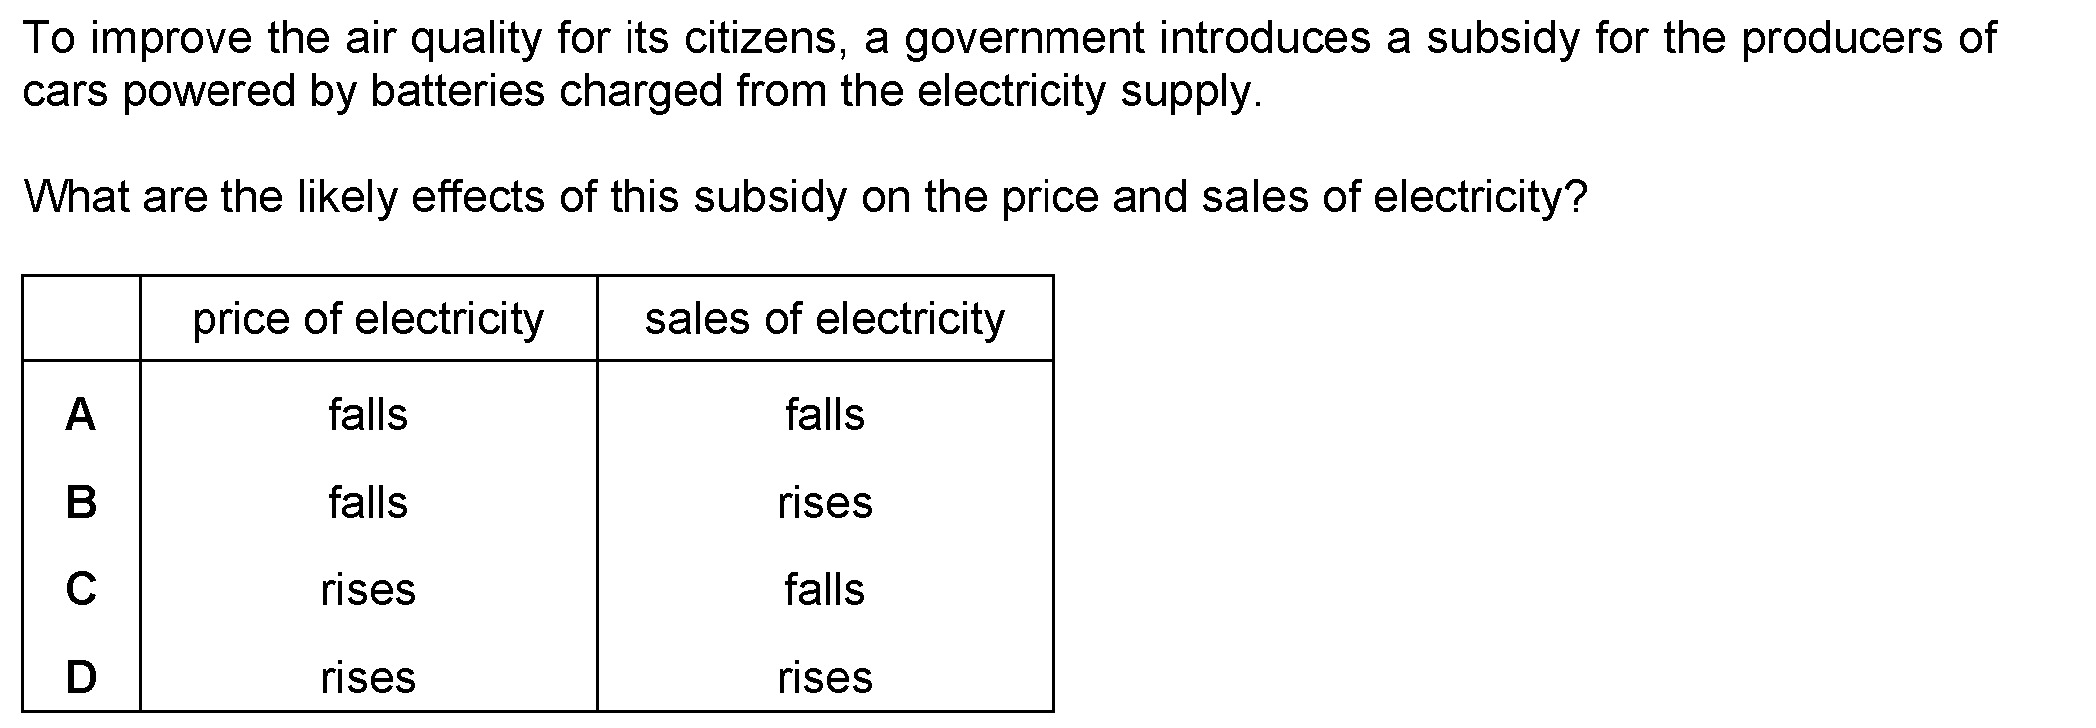 To improve the air quality for its citizens, a government introduces a subsidy for the producers of
cars powered by batteries charged from the electricity supply.
What are the likely effects of this subsidy on the price and sales of electricity?
price of electricity sales of electricity
A falls falls
B falls rises
C rises falls
D rises rises